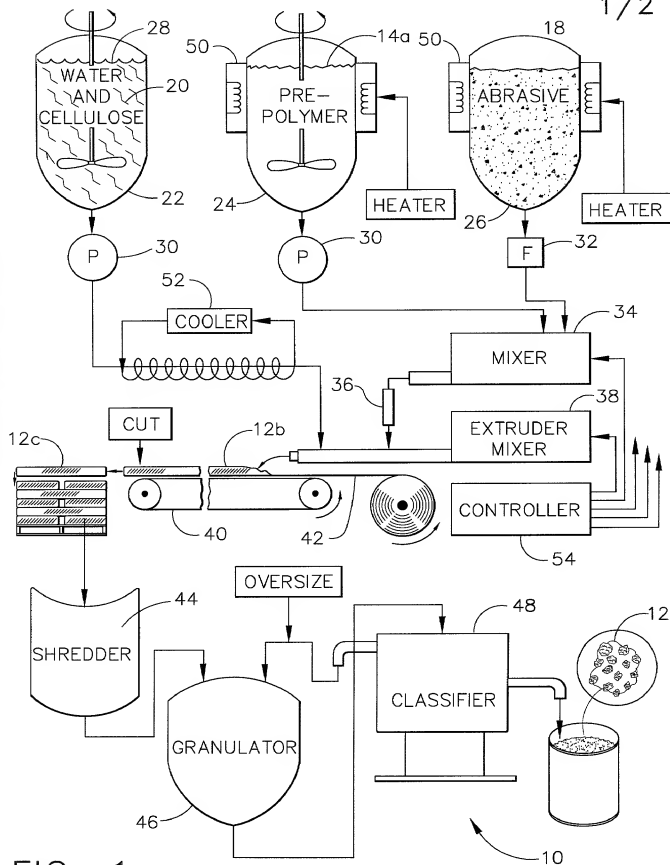 1/2
28
WATER
AND
CELLULOSE
20
22
50
14a
PRE-
POLYMER
24
HEATER
50
18
ABRASIVE
26
HEATER
P
30
P
30
F
32
52
COOLER
34
MIXER
36
38
EXTRUDER
MIXER
CUT
12c
12b
40
42
CONTROLLER
54
44
SHREDDER
OVERSIZE
48
CLASSIFIER
12
GRANULATOR
46
10